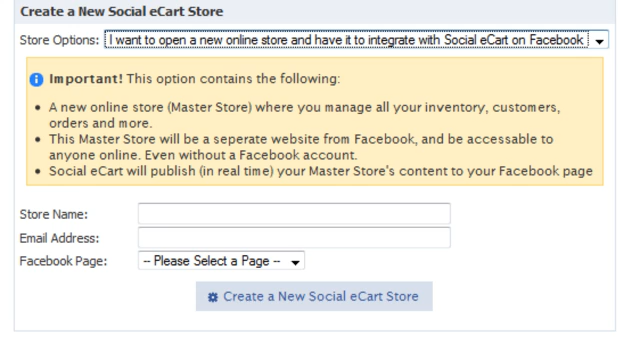 Create a New Social eCart Store
Store Options: I want to open a new online store and have it to integrate with Social eCart on Facebook
Important! This option contains the following:
• A new online store (Master Store) where you manage all your inventory, customers,
orders and more.
• This Master Store will be a seperate website from Facebook, and be accessable to
anyone online. Even without a Facebook account.
• Social eCart will publish (in real time) your Master Store's content to your Facebook page
Store Name:
Email Address:
Facebook Page: -- Please Select a Page --
Create a New Social eCart Store